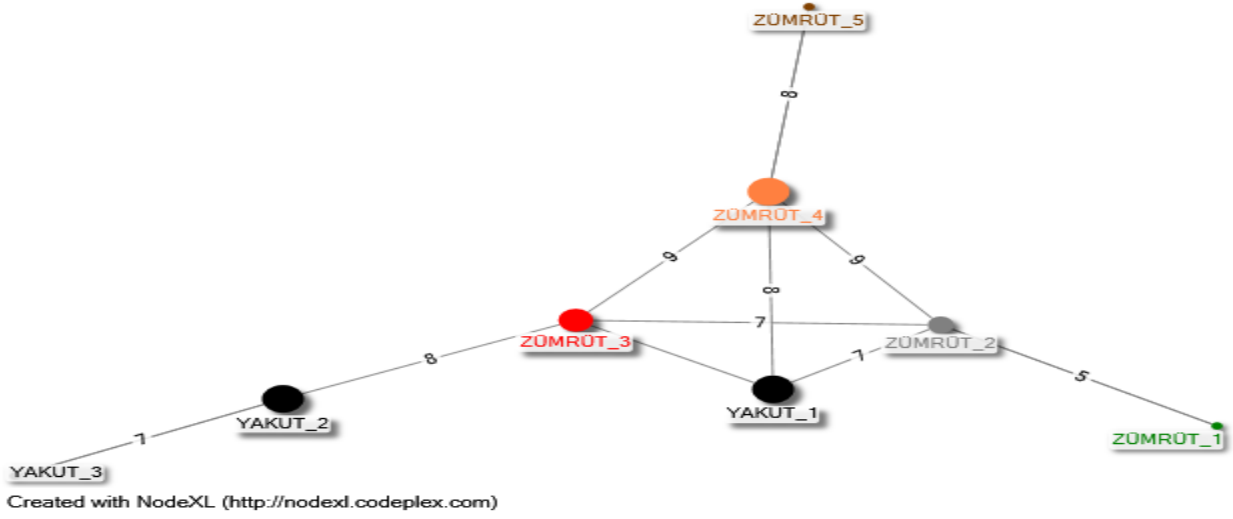 ZÜMRÜT_5
8
ZÜMRÜT_4
9
9
8
7
ZÜMRÜT_3
ZÜMRÜT_2
8
7
5
YAKUT_2
YAKUT_1
7
ZÜMRÜT_1
YAKUT_3
Created with NodeXL (http://nodexl.codeplex.com)